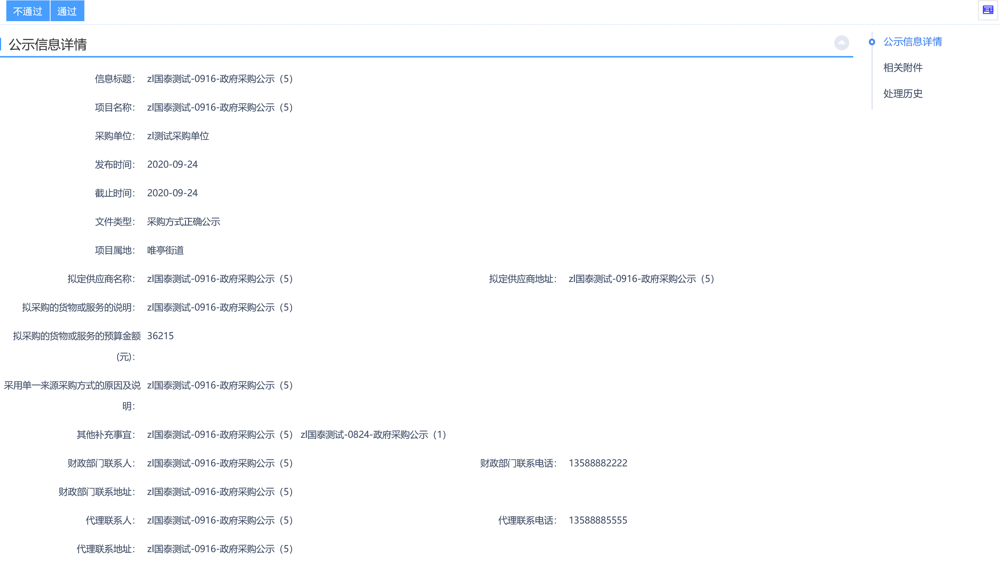 不通过 通过
公示信息详情
公示信息详情
相关附件
处理历史
信息标题： zl国泰测试-0916-政府采购公示（5）
项目名称： zl国泰测试-0916-政府采购公示（5）
采购单位： zl测试采购单位
发布时间： 2020-09-24
截止时间： 2020-09-24
文件类型： 采购方式正确公示
项目属地： 唯亭街道
拟定供应商名称： zl国泰测试-0916-政府采购公示（5） 拟定供应商地址： zl国泰测试-0916-政府采购公示（5）
拟采购的货物或服务的说明： zl国泰测试-0916-政府采购公示（5）
拟采购的货物或服务的预算金额 36215
(元)：
采用单一来源采购方式的原因及说 zl国泰测试-0916-政府采购公示（5）
明：
其他补充事宜： zl国泰测试-0916-政府采购公示（5） zl国泰测试-0824-政府采购公示（1）
财政部门联系人： zl国泰测试-0916-政府采购公示（5） 财政部门联系电话： 13588882222
财政部门联系地址： zl国泰测试-0916-政府采购公示（5）
代理联系人： zl国泰测试-0916-政府采购公示（5） 代理联系电话： 13588885555
代理联系地址： zl国泰测试-0916-政府采购公示（5）